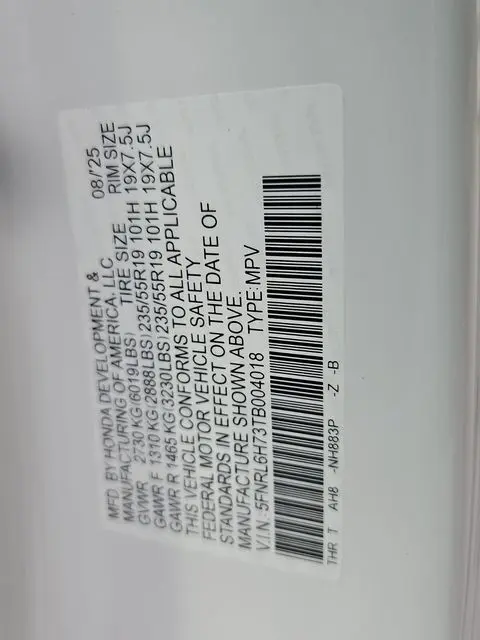 MFD. BY HONDA DEVELOPMENT & 08/'25
MANUFACTURING OF AMERICA, LLC
TIRE SIZE RIM SIZE
GVWR 2730 KG(6019LBS)
GAWR F 1310 KG(2888LBS) 235/55R19 101H 19X7.5J
GAWR R 1465 KG(3230LBS) 235/55R19 101H 19X7.5J
THIS VEHICLE CONFORMS TO ALL APPLICABLE
FEDERAL MOTOR VEHICLE SAFETY
STANDARDS IN EFFECT ON THE DATE OF
MANUFACTURE SHOWN ABOVE.
V.I.N.:5FNRL6H73TB004018 TYPE:MPV
THR T AH8 -NH883P -Z -B